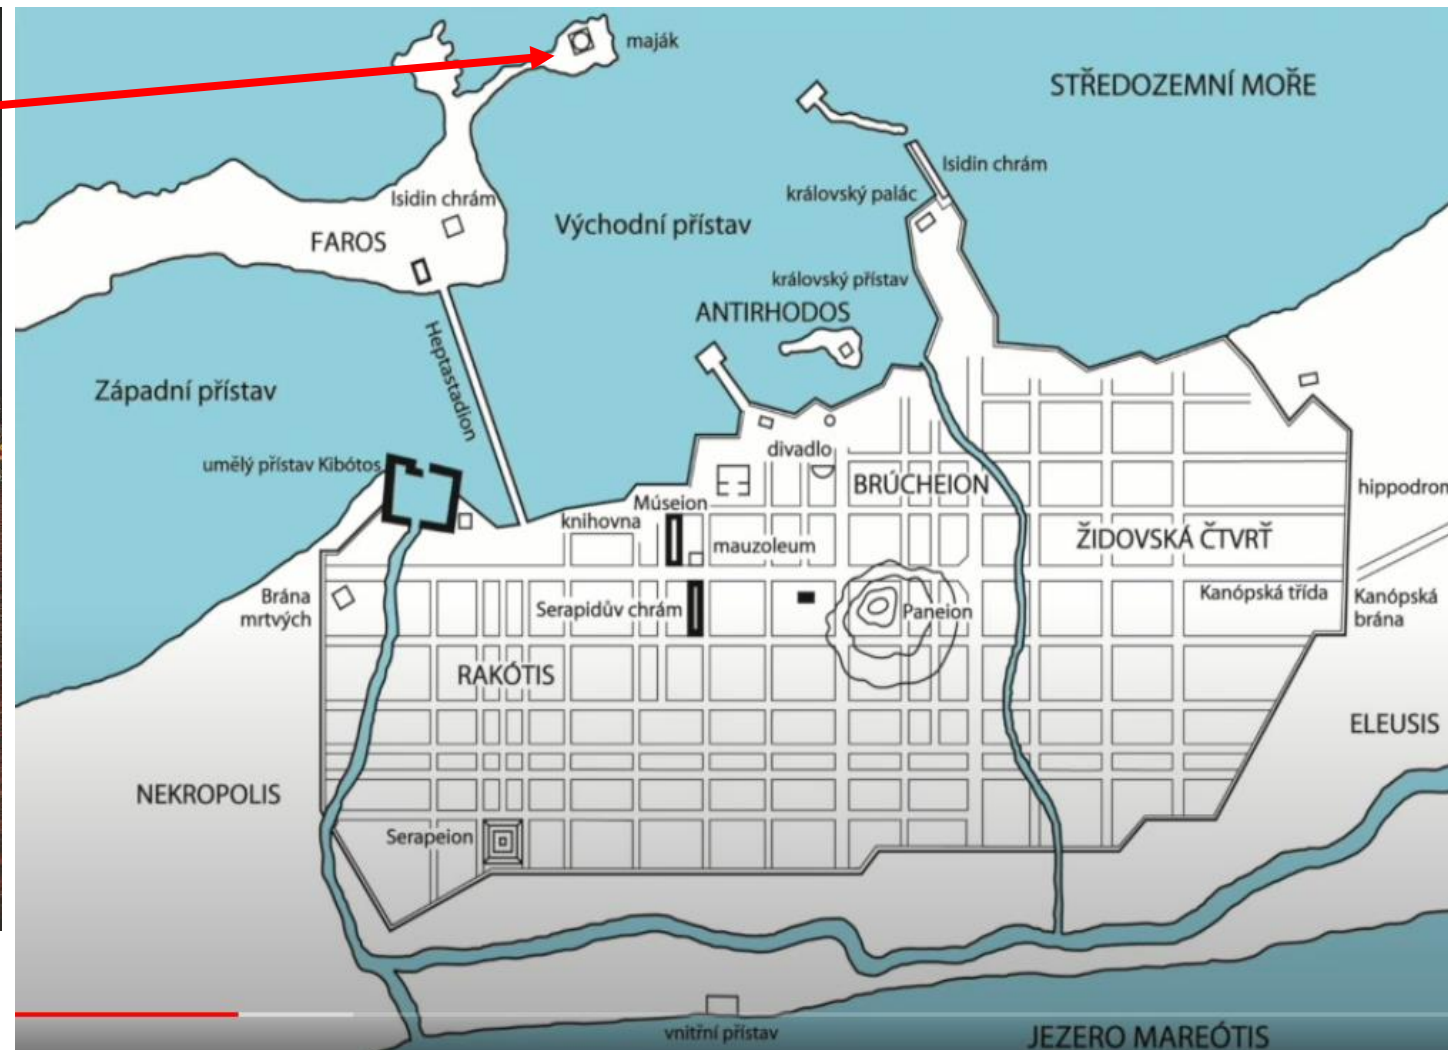 maják
STŘEDOZEMNÍ MOŘE
Isidin chrám
královský palác
Isidin chrám
Východní přístav
FAROS
královský přístav
ANTIRHODOS
Heptastadion
Západní přístav
divadlo
umělý přístav Kibótos
BRÚCHEION
hippodrom
Múseion
knihovna
ŽIDOVSKÁ ČTVRŤ
mauzoleum
Brána
mrtvých
Serapidův chrám
Paneion
Kanópská třída
Kanópská
brána
RAKÓTIS
ELEUSIS
NEKROPOLIS
Serapeion
vnitřní přístav
JEZERO MAREÓTIS